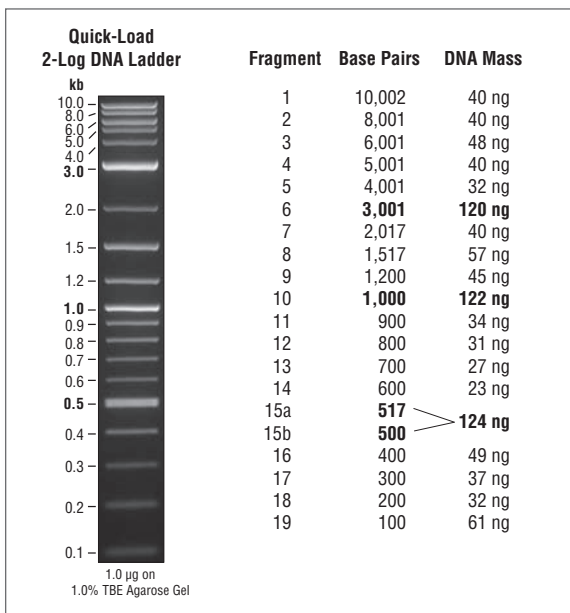 Quick-Load
2-Log DNA Ladder
kb
10.0
8.0
6.0
5.0
4.0
3.0
2.0
1.5
1.2
1.0
0.9
0.8
0.7
0.6
0.5
0.4
0.3
0.2
0.1
1.0 µg on
1.0% TBE Agarose Gel
Fragment Base Pairs DNA Mass
1 10,002 40 ng
2 8,001 40 ng
3 6,001 48 ng
4 5,001 40 ng
5 4,001 32 ng
6 3,001 120 ng
7 2,017 40 ng
8 1,517 57 ng
9 1,200 45 ng
10 1,000 122 ng
11 900 34 ng
12 800 31 ng
13 700 27 ng
14 600 23 ng
15a 517
124 ng
15b 500
16 400 49 ng
17 300 37 ng
18 200 32 ng
19 100 61 ng